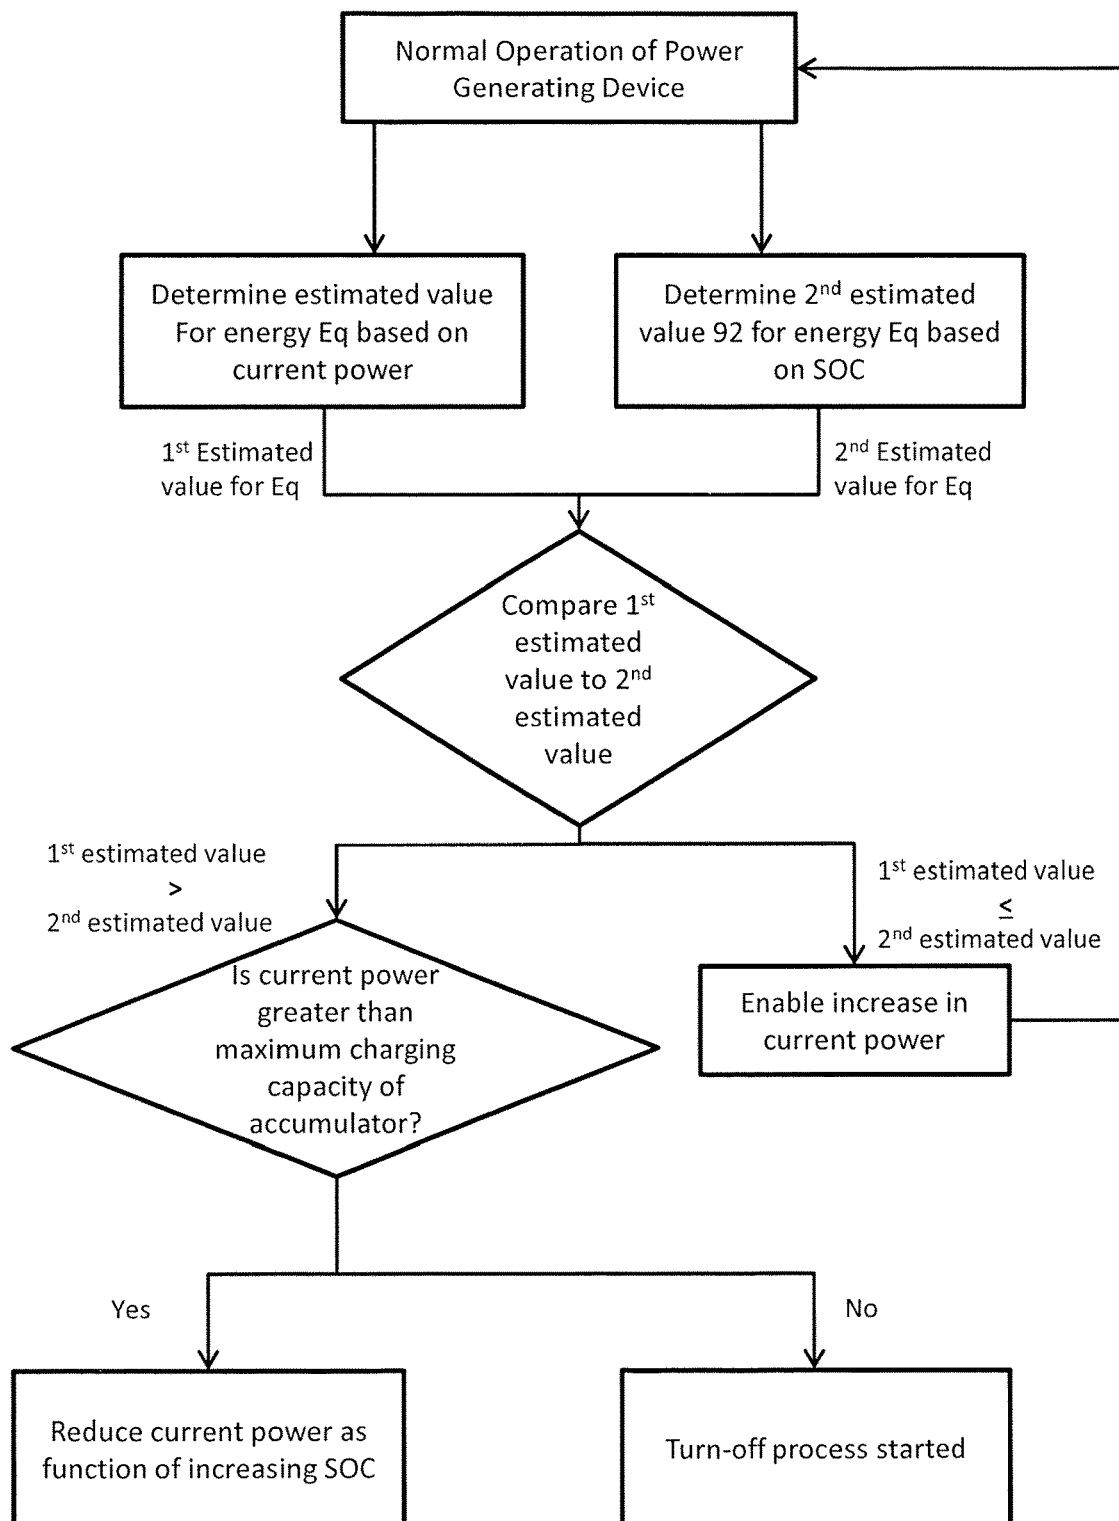 Normal Operation of Power
Generating Device
Determine estimated value
For energy Eq based on
current power
Determine 2nd estimated
value 92 for energy Eq based
on SOC
1st Estimated
value for Eq
2nd Estimated
value for Eq
Compare 1st
estimated
value to 2nd
estimated
value
1st estimated value
>
2nd estimated value
1st estimated value
≤
2nd estimated value
Is current power
greater than
maximum charging
capacity of
accumulator?
Enable increase in
current power
Yes
No
Reduce current power as
function of increasing SOC
Turn-off process started